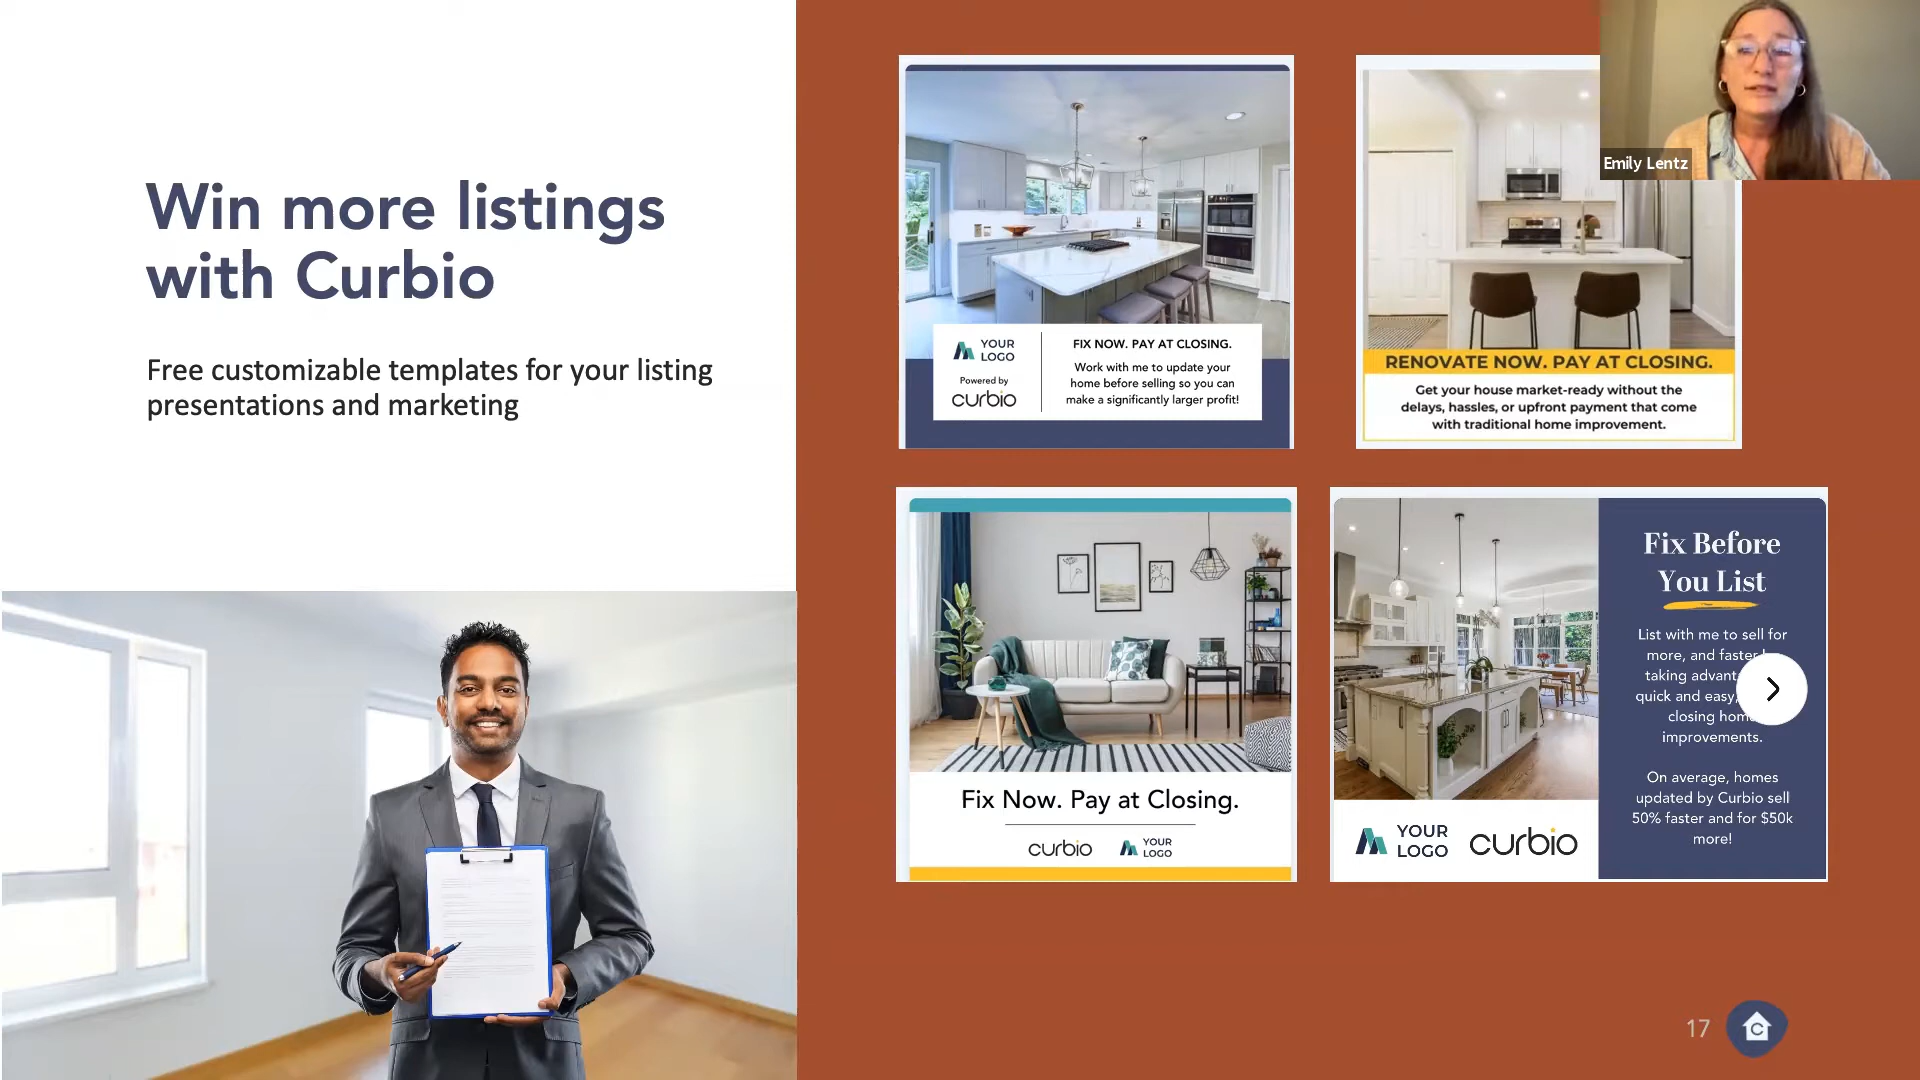 Win more listings
with Curbio
Free customizable templates for your listing
presentations and marketing
YOUR
LOGO
Powered by
curbio
FIX NOW. PAY AT CLOSING.
Work with me to update your
home before selling so you can
make a significantly larger profit!
Emily Lentz
RENOVATE NOW. PAY AT CLOSING.
Get your house market-ready without the
delays, hassles, or upfront payment that come
with traditional home improvement.
Fix Now. Pay at Closing.
curbio
YOUR
LOGO
Fix Before
You List
List with me to sell for
more, and faster
taking
quick and easy,
closing
improvements.
On average, homes
updated by Curbio sell
50% faster and for $50k
more!
YOUR
LOGO
curbio
17
C